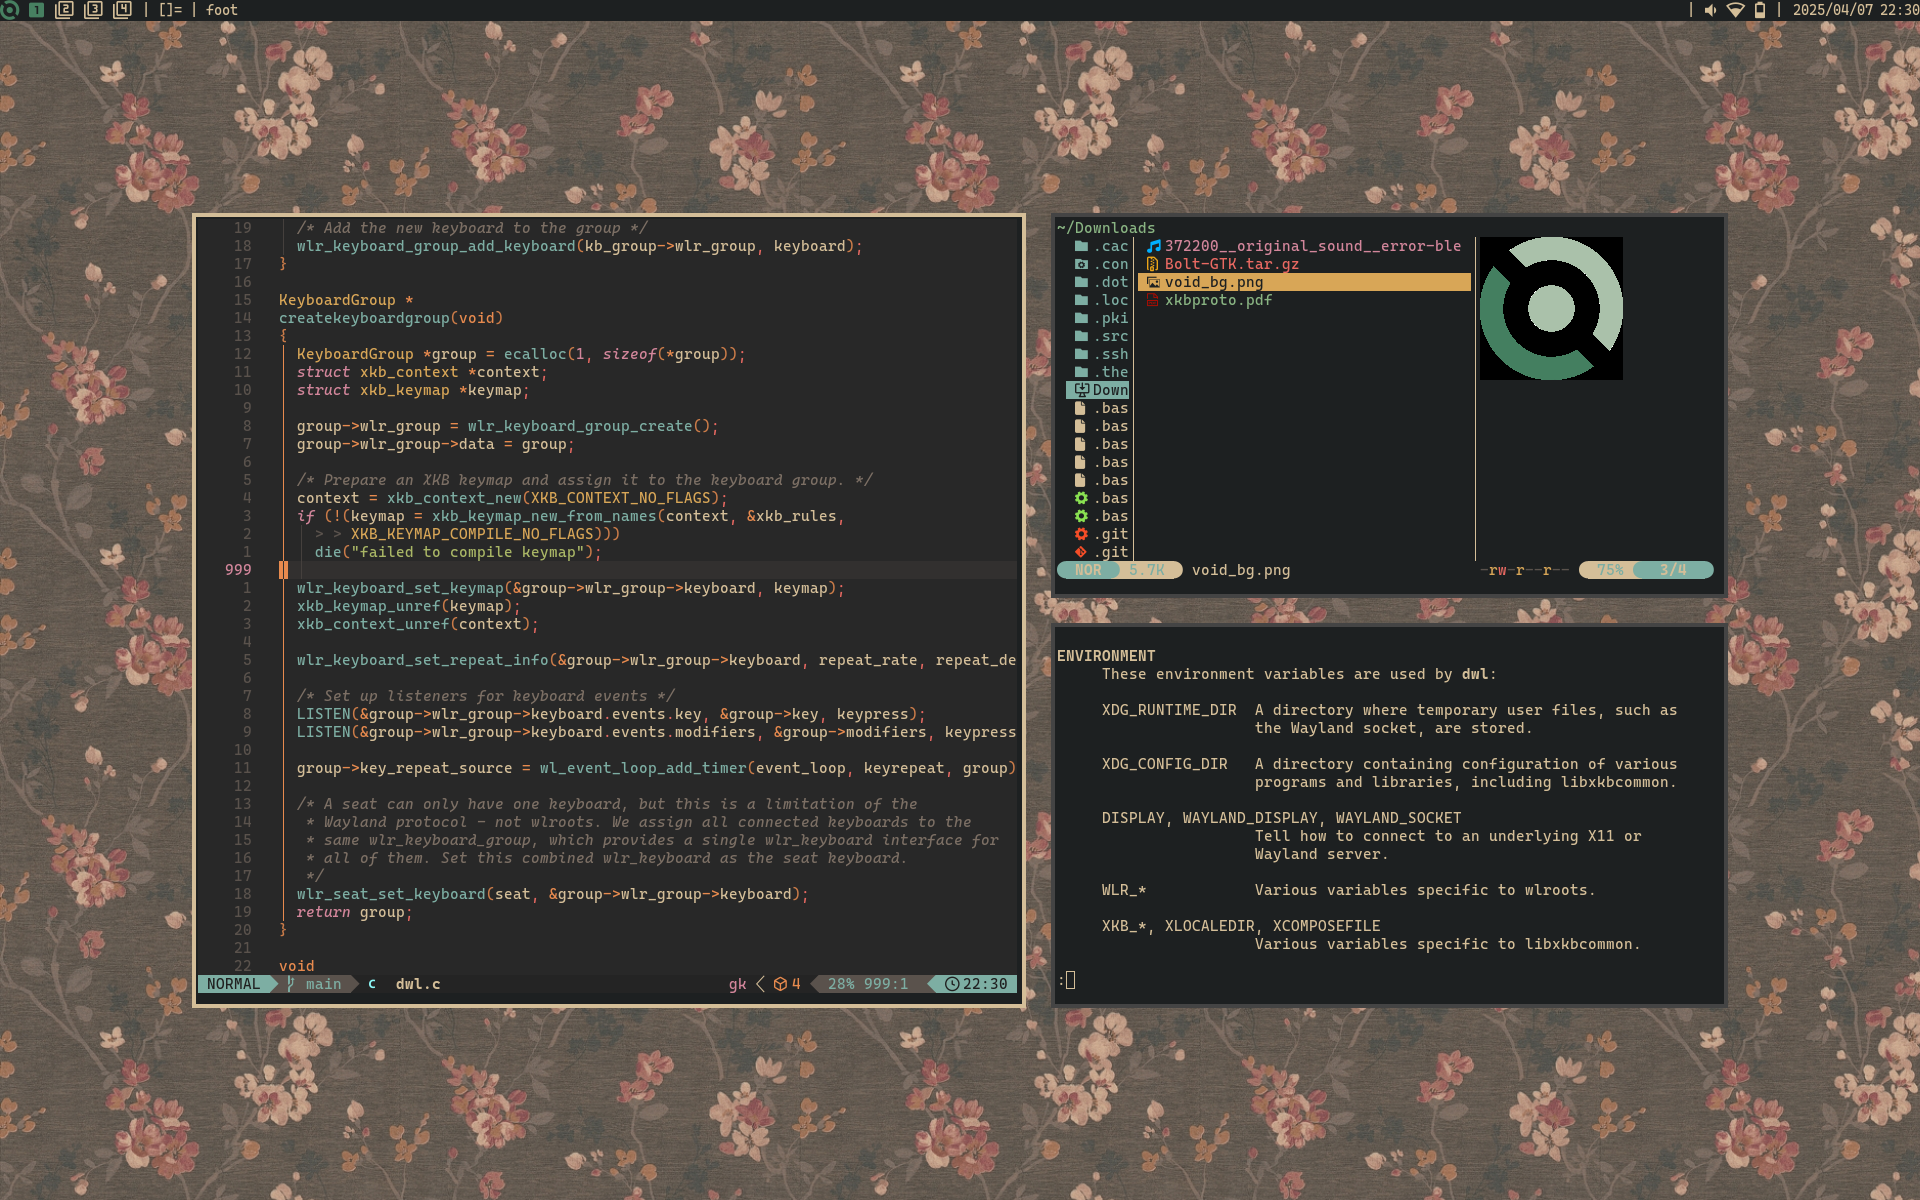 1 2 3 4 | []= | foot
| | 2025/04/07 22:30
19 /* Add the new keyboard to the group */
18 wlr_keyboard_group_add_keyboard(kb_group->wlr_group, keyboard);
17 }
16
15 KeyboardGroup *
14 createkeyboardgroup(void)
13 {
12 KeyboardGroup *group = ecalloc(1, sizeof(*group));
11 struct xkb_context *context;
10 struct xkb_keymap *keymap;
9
8 group->wlr_group = wlr_keyboard_group_create();
7 group->wlr_group->data = group;
6
5 /* Prepare an XKB keymap and assign it to the keyboard group. */
4 context = xkb_context_new(XKB_CONTEXT_NO_FLAGS);
3 if (!(keymap = xkb_keymap_new_from_names(context, &xkb_rules,
2 > > XKB_KEYMAP_COMPILE_NO_FLAGS)))
1 die("failed to compile keymap");
999
1 wlr_keyboard_set_keymap(&group->wlr_group->keyboard, keymap);
2 xkb_keymap_unref(keymap);
3 xkb_context_unref(context);
4
5 wlr_keyboard_set_repeat_info(&group->wlr_group->keyboard, repeat_rate, repeat_de
6
7 /* Set up listeners for keyboard events */
8 LISTEN(&group->wlr_group->keyboard.events.key, &group->key, keypress);
9 LISTEN(&group->wlr_group->keyboard.events.modifiers, &group->modifiers, keypress
10
11 group->key_repeat_source = wl_event_loop_add_timer(event_loop, keyrepeat, group)
12
13 /* A seat can only have one keyboard, but this is a limitation of the
14 * Wayland protocol - not wlroots. We assign all connected keyboards to the
15 * same wlr_keyboard_group, which provides a single wlr_keyboard interface for
16 * all of them. Set this combined wlr_keyboard as the seat keyboard.
17 */
18 wlr_seat_set_keyboard(seat, &group->wlr_group->keyboard);
19 return group;
20 }
21
22 void
NORMAL main C dwl.c gk 4 28% 999:1 22:30
~/Downloads
.cac
.con
.dot
.loc
.pki
.src
.ssh
.the
Down
.bas
.bas
.bas
.bas
.bas
.bas
.bas
.git
.git
372200__original_sound__error-ble
Bolt-GTK.tar.gz
void_bg.png
xkbproto.pdf
NOR 5.7K void_bg.png -rw-r--r-- 75% 3/4
ENVIRONMENT
These environment variables are used by dwl:
XDG_RUNTIME_DIR A directory where temporary user files, such as
the Wayland socket, are stored.
XDG_CONFIG_DIR A directory containing configuration of various
programs and libraries, including libxkbcommon.
DISPLAY, WAYLAND_DISPLAY, WAYLAND_SOCKET
Tell how to connect to an underlying X11 or
Wayland server.
WLR_* Various variables specific to wlroots.
XKB_*, XLOCALEDIR, XCOMPOSEFILE
Various variables specific to libxkbcommon.
: